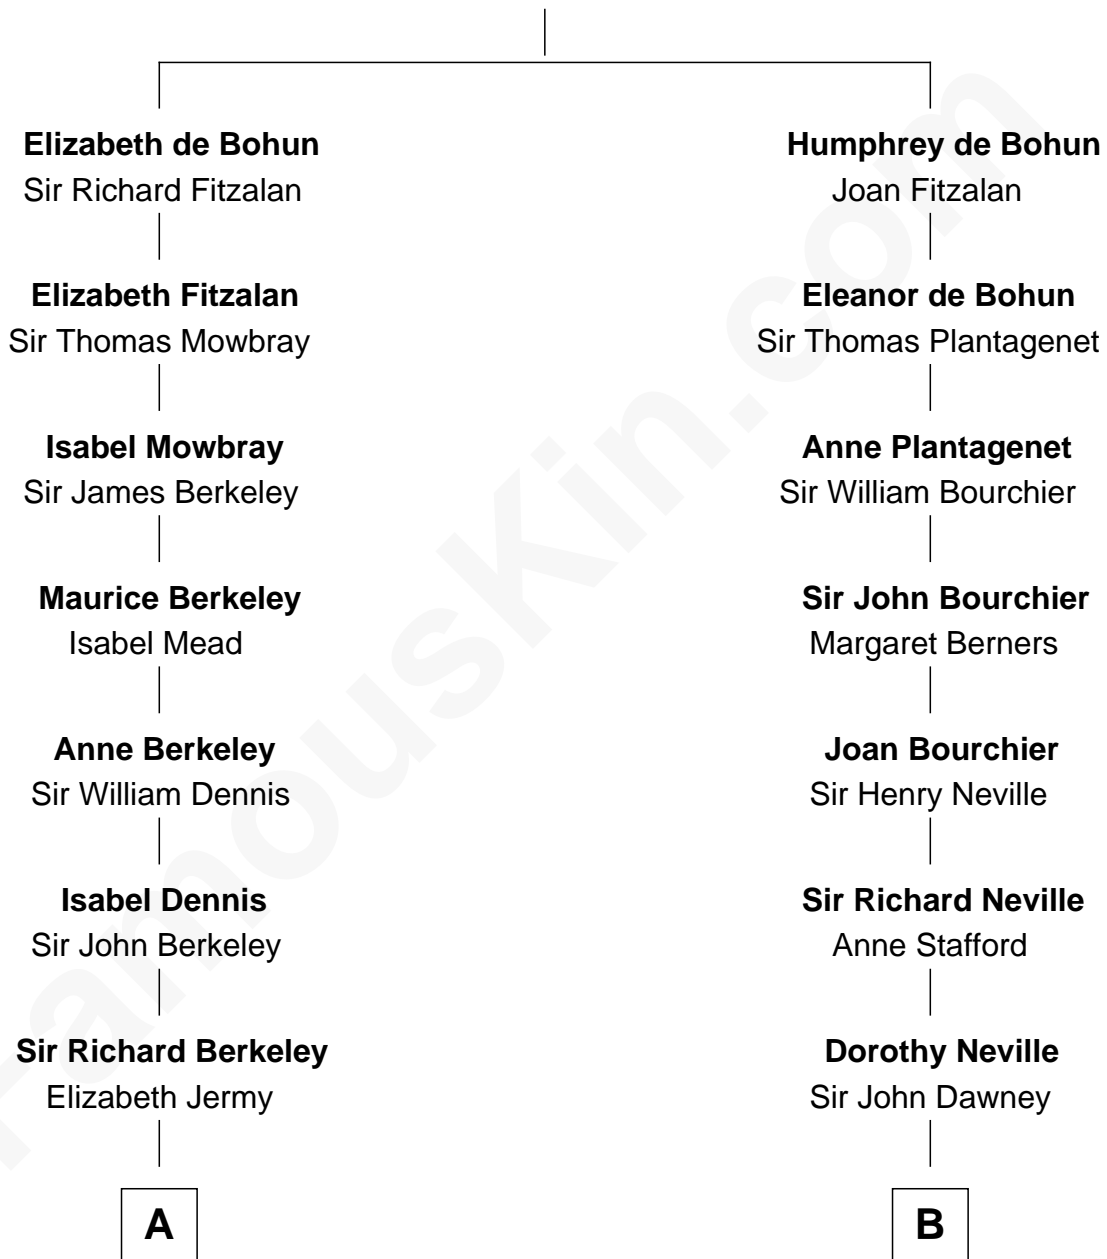 Elizabeth de Bohun
Sir Richard Fitzalan
Humphrey de Bohun
Joan Fitzalan
Elizabeth Fitzalan
Sir Thomas Mowbray
Eleanor de Bohun
Sir Thomas Plantagenet
Isabel Mowbray
Sir James Berkeley
Anne Plantagenet
Sir William Bourchier
Maurice Berkeley
Isabel Mead
Sir John Bourchier
Margaret Berners
Anne Berkeley
Sir William Dennis
Joan Bourchier
Sir Henry Neville
Isabel Dennis
Sir John Berkeley
Sir Richard Neville
Anne Stafford
Sir Richard Berkeley
Elizabeth Jermy
Dorothy Neville
Sir John Dawney
A
B
FamousKin.com